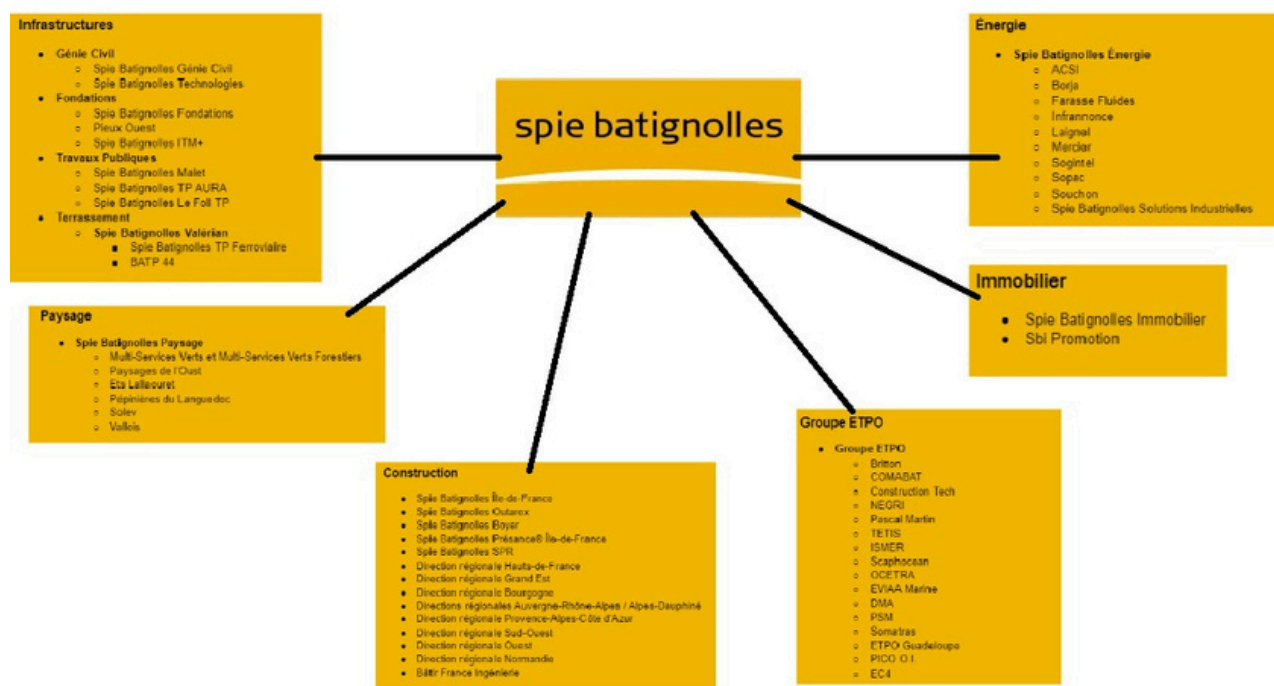 spie batignolles
Infrastructures
Génie Civil
Spie Batignolles Génie Civil
Spie Batignolles Technologies
Fondations
Spie Batignolles Fondations
Pieux Ouest
Spie Batignolles ITM+
Travaux Publiques
Spie Batignolles Malet
Spie Batignolles TP AURA
Spie Batignolles Le Foll TP
Terrassement
Spie Batignolles Valérian
Spie Batignolles TP Ferroviaire
BATP 44
Énergie
Spie Batignolles Énergie
ACSI
Borja
Farasse Fluides
Infrannonce
Laignel
Mercier
Sogintel
Sopac
Souchon
Spie Batignolles Solutions Industrielles
Immobilier
Spie Batignolles Immobilier
Sbi Promotion
Paysage
Spie Batignolles Paysage
Multi-Services Verts et Multi-Services Verts Forestiers
Paysages de l'Oust
Ets Lallaouret
Pépinières du Languedoc
Solev
Vallois
Construction
Spie Batignolles Île-de-France
Spie Batignolles Outarex
Spie Batignolles Boyer
Spie Batignolles Présance® Île-de-France
Spie Batignolles SPR
Direction régionale Hauts-de-France
Direction régionale Grand Est
Direction régionale Bourgogne
Directions régionales Auvergne-Rhône-Alpes / Alpes-Dauphiné
Direction régionale Provence-Alpes-Côte d'Azur
Direction régionale Sud-Ouest
Direction régionale Ouest
Direction régionale Normandie
Bâtir France Ingénierie
Groupe ETPO
Groupe ETPO
Britton
COMABAT
Construction Tech
NEGRI
Pascal Martin
TETIS
ISMER
Scaphocean
OCETRA
EVIAA Marine
DMA
PSM
Somatras
ETPO Guadeloupe
PICO O.I.
EC4